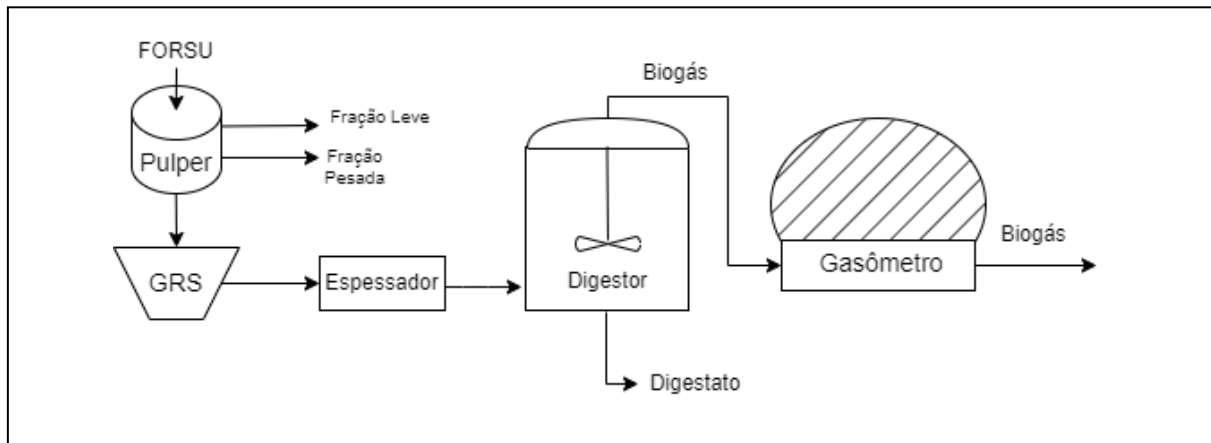 FORSU
Pulper
Fração Leve
Fração
Pesada
GRS
Espessador
Biogás
Digestor
Digestato
Gasômetro
Biogás